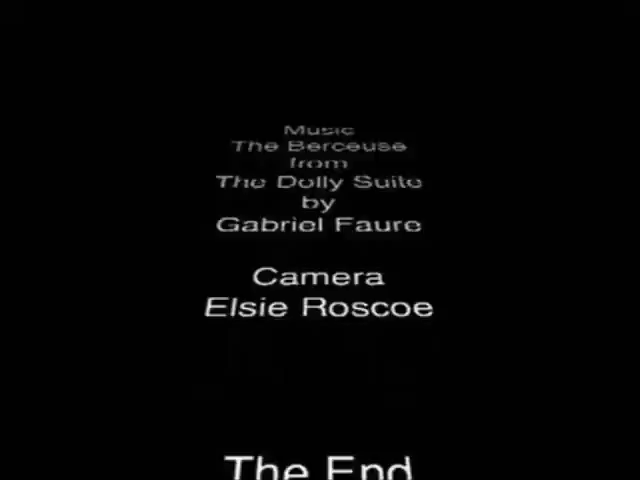 Music
The Berceuse
from
The Dolly Suite
by
Gabriel Faure
Camera
Elsie Roscoe
The End